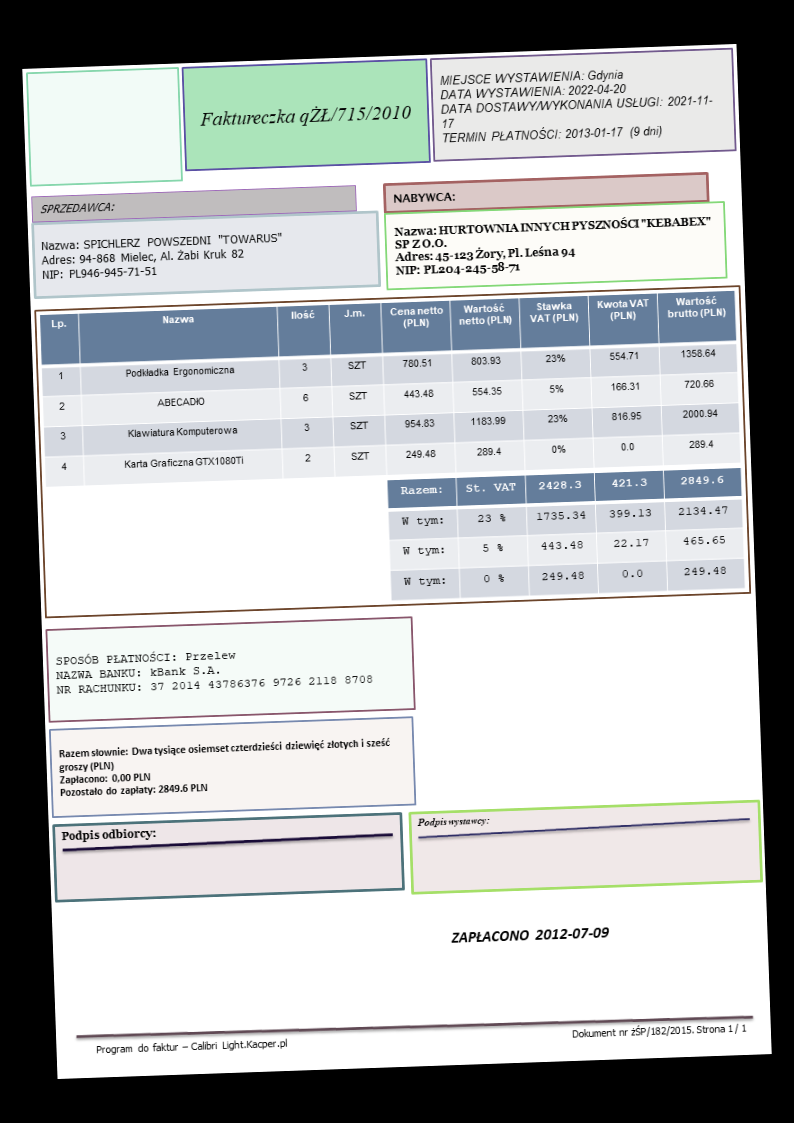 Faktureczka qŻŁ/715/2010
MIEJSCE WYSTAWIENIA: Gdynia
DATA WYSTAWIENIA: 2022-04-20
DATA DOSTAWY/WYKONANIA USŁUGI: 2021-11-
17
TERMIN PŁATNOŚCI: 2013-01-17 (9 dni)
SPRZEDAWCA:
Nazwa: SPICHLERZ POWSZEDNI "TOWARUS"
Adres: 94-868 Mielec, Al. Żabi Kruk 82
NIP: PL946-945-71-51
NABYWCA:
Nazwa: HURTOWNIA INNYCH PYSZNOŚCI "KEBABEX"
SP Z O.O.
Adres: 45-123 Żory, Pl. Leśna 94
NIP: PL204-245-58-71
Lp. Nazwa Ilość J.m. Cena netto (PLN) Wartość netto (PLN) Stawka VAT (PLN) Kwota VAT (PLN) Wartość brutto (PLN)
1 Podkładka Ergonomiczna 3 SZT 780.51 803.93 23% 554.71 1358.64
2 ABECADŁO 6 SZT 443.48 554.35 5% 166.31 720.66
3 Klawiatura Komputerowa 3 SZT 954.83 1183.99 23% 816.95 2000.94
4 Karta Graficzna GTX1080Ti 2 SZT 249.48 289.4 0% 0.0 289.4
Razem: St. VAT 2428.3 421.3 2849.6
W tym: 23 % 1735.34 399.13 2134.47
W tym: 5 % 443.48 22.17 465.65
W tym: 0 % 249.48 0.0 249.48
SPOSÓB PŁATNOŚCI: Przelew
NAZWA BANKU: kBank S.A.
NR RACHUNKU: 37 2014 43786376 9726 2118 8708
Razem słownie: Dwa tysiące osiemset czterdzieści dziewięć złotych i sześć
groszy (PLN)
Zapłacono: 0,00 PLN
Pozostało do zapłaty: 2849.6 PLN
Podpis odbiorcy:
Podpis wystawcy:
ZAPŁACONO 2012-07-09
Program do faktur – Calibri Light.Kacper.pl
Dokument nr żŚP/182/2015. Strona 1 / 1